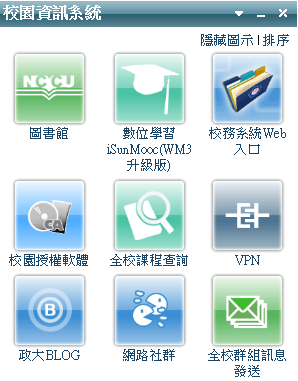 校園資訊系統
隱藏圖示 | 排序
NCCU
圖書館
數位學習
iSunMooc(WM3
升級版)
校務系統Web
入口
CA
校園授權軟體
全校課程查詢
VPN
B
政大BLOG
網路社群
全校群組訊息
發送